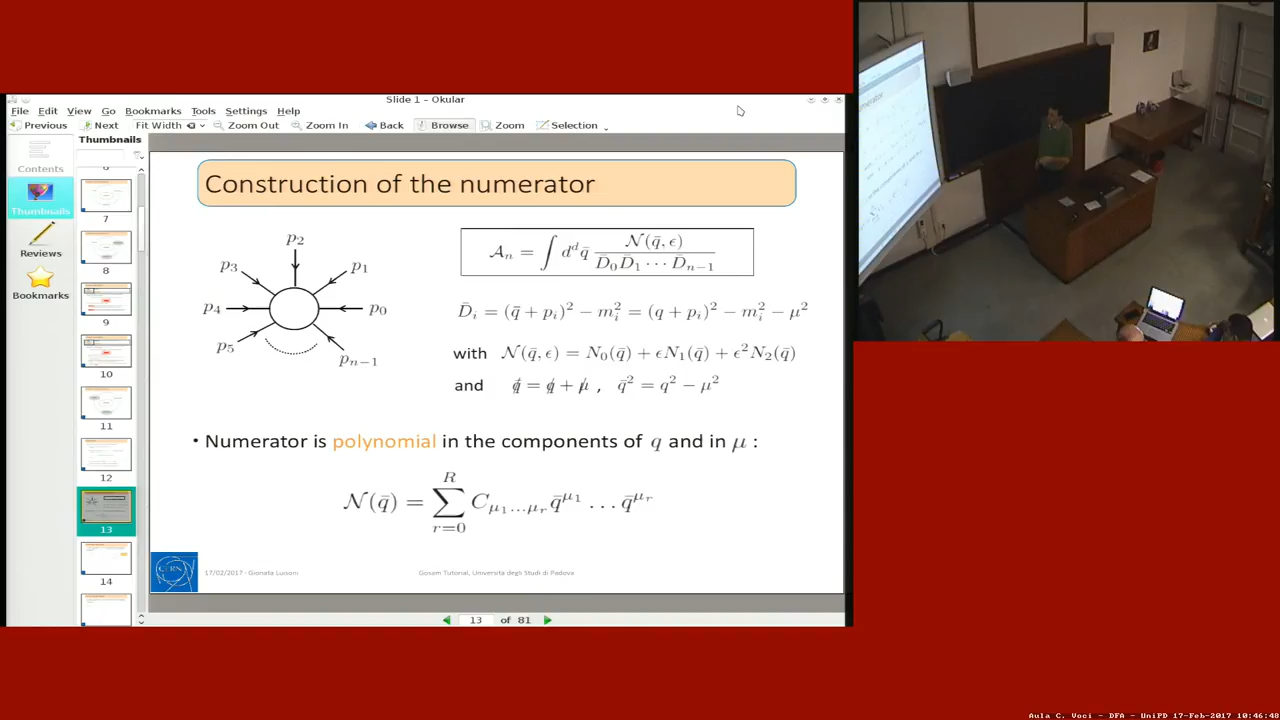 Slide 1 - Okular
File Edit View Go Bookmarks Tools Settings Help
Previous Next Fit Width Zoom Out Zoom In Back Browse Zoom Selection
Contents
Thumbnails
Reviews
Bookmarks
Thumbnails
7
8
9
10
11
12
13
14
Construction of the numerator
p₂
p₃ p₁
p₄ p₀
p₅ pₙ₋₁
𝒜ₙ = ∫ dᵈq̄ 𝒩(q̄, ϵ) / D̄₀D̄₁ ⋯ D̄ₙ₋₁
D̄ᵢ = (q̄ + pᵢ)² − mᵢ² = (q + pᵢ)² − mᵢ² − μ²
with 𝒩(q̄, ϵ) = N₀(q̄) + ϵN₁(q̄) + ϵ²N₂(q̄)
and q̸̄ = q̸ + μ̸ , q̄² = q² − μ²
• Numerator is polynomial in the components of q and in μ :
𝒩(q̄) = ∑_{r=0}^{R} C_{μ₁…μᵣ} q̄^{μ₁} … q̄^{μᵣ}
CERN
17/02/2017 - Gionata Luisoni
Gosam Tutorial, Università degli Studi di Padova
13 of 81
Aula C. Voci - DFA - UniPD 17-Feb-2017 10:46:48